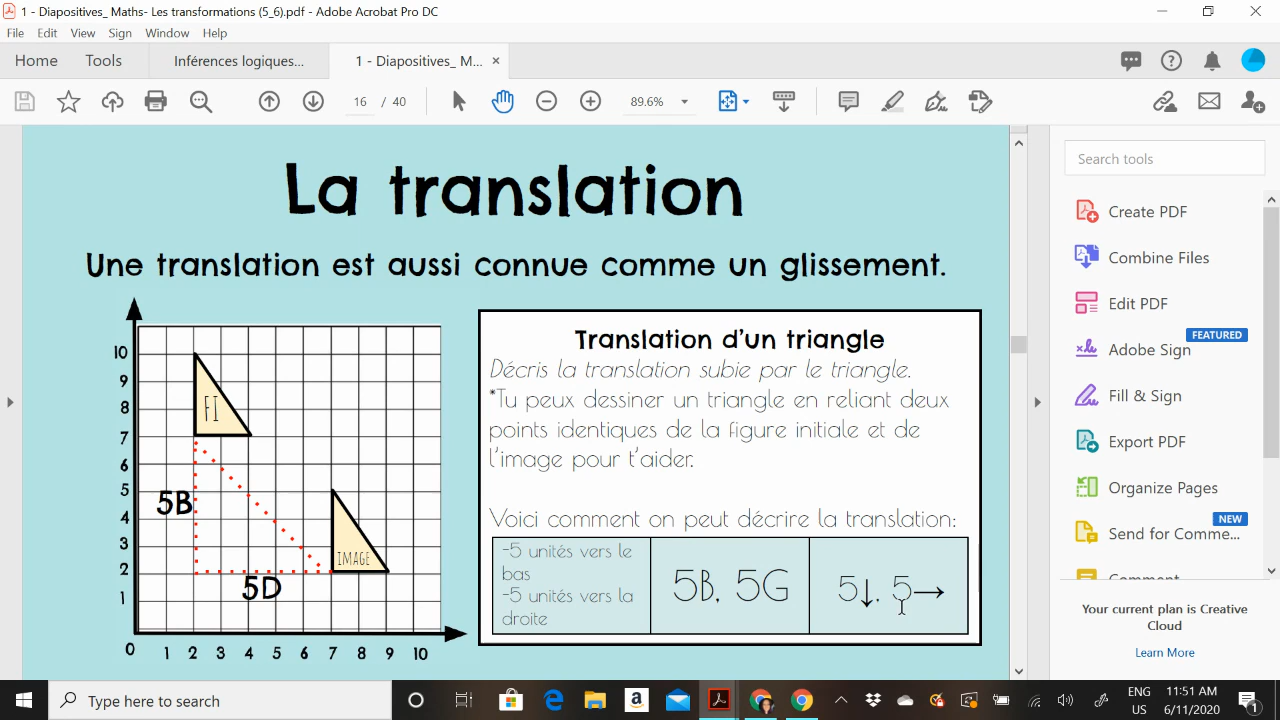 1 - Diapositives_ Maths- Les transformations (5_6).pdf - Adobe Acrobat Pro DC
File Edit View Sign Window Help
Home Tools Inférences logiques... 1 - Diapositives_ M... ×
16 / 40 89.6%
La translation
Une translation est aussi connue comme un glissement.
10
9
8
7
6
5
4
3
2
1
0 1 2 3 4 5 6 7 8 9 10
FI
5B
5D
IMAGE
Translation d'un triangle
Décris la translation subie par le triangle.
*Tu peux dessiner un triangle en reliant deux
points identiques de la figure initiale et de
l'image pour t'aider.
Voici comment on peut décrire la translation:
-5 unités vers le
bas
-5 unités vers la
droite
5B, 5G
5↓. 5→
Search tools
Create PDF
Combine Files
Edit PDF
FEATURED
Adobe Sign
Fill & Sign
Export PDF
Organize Pages
NEW
Send for Comme...
Comment
Your current plan is Creative
Cloud
Learn More
Type here to search
ENG
US
11:51 AM
6/11/2020
1